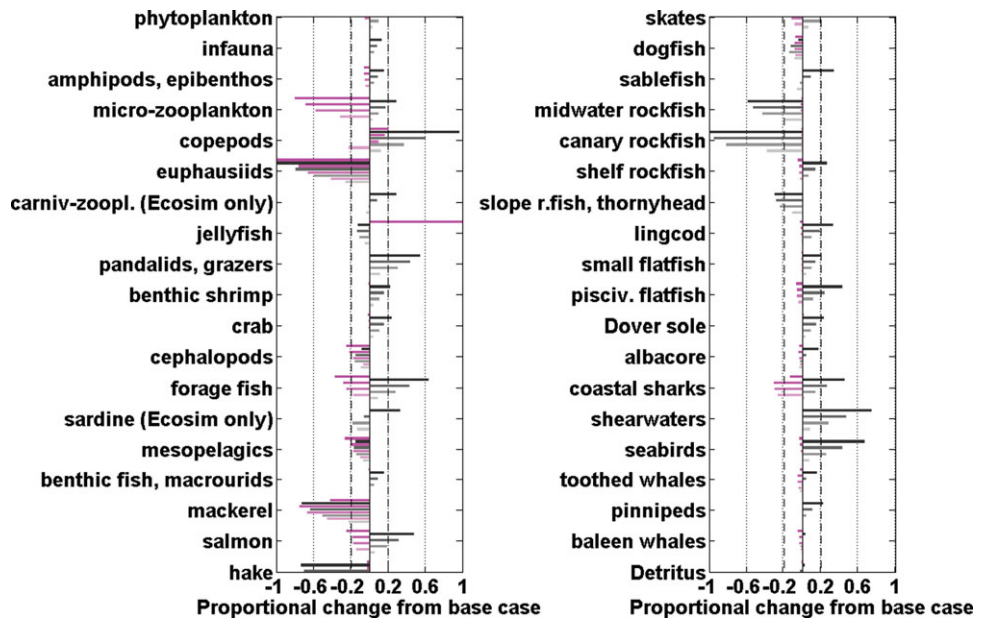 phytoplankton
infauna
amphipods, epibenthos
micro-zooplankton
copepods
euphausiids
carniv-zoopl. (Ecosim only)
jellyfish
pandalids, grazers
benthic shrimp
crab
cephalopods
forage fish
sardine (Ecosim only)
mesopelagics
benthic fish, macrourids
mackerel
salmon
hake
-1 -0.6 -0.2 0.2 0.6 1
Proportional change from base case
skates
dogfish
sablefish
midwater rockfish
canary rockfish
shelf rockfish
slope r.fish, thornyhead
lingcod
small flatfish
pisciv. flatfish
Dover sole
albacore
coastal sharks
shearwaters
seabirds
toothed whales
pinnipeds
baleen whales
Detritus
-1 -0.6 -0.2 0.2 0.6 1
Proportional change from base case